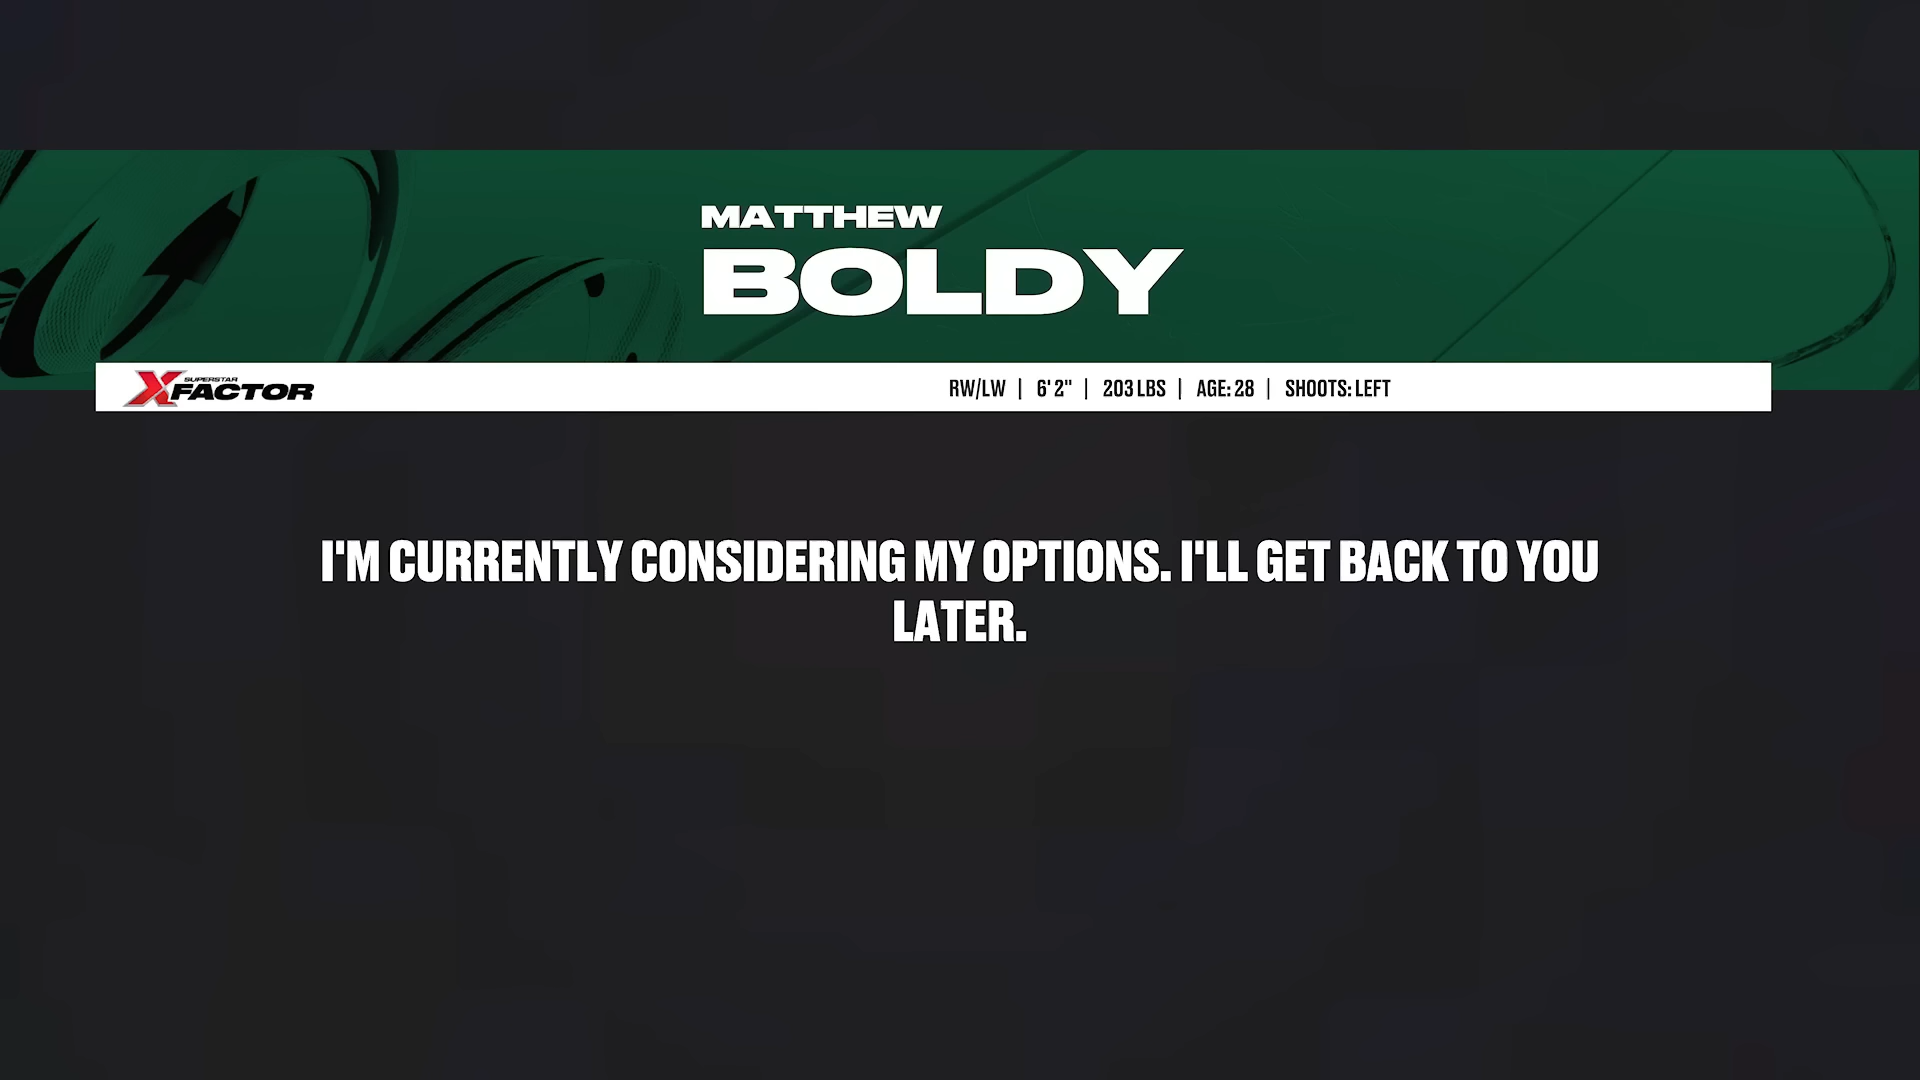 MATTHEW
BOLDY
SUPERSTAR
X FACTOR
RW/LW | 6' 2" | 203 LBS | AGE: 28 | SHOOTS: LEFT
I'M CURRENTLY CONSIDERING MY OPTIONS. I'LL GET BACK TO YOU
LATER.